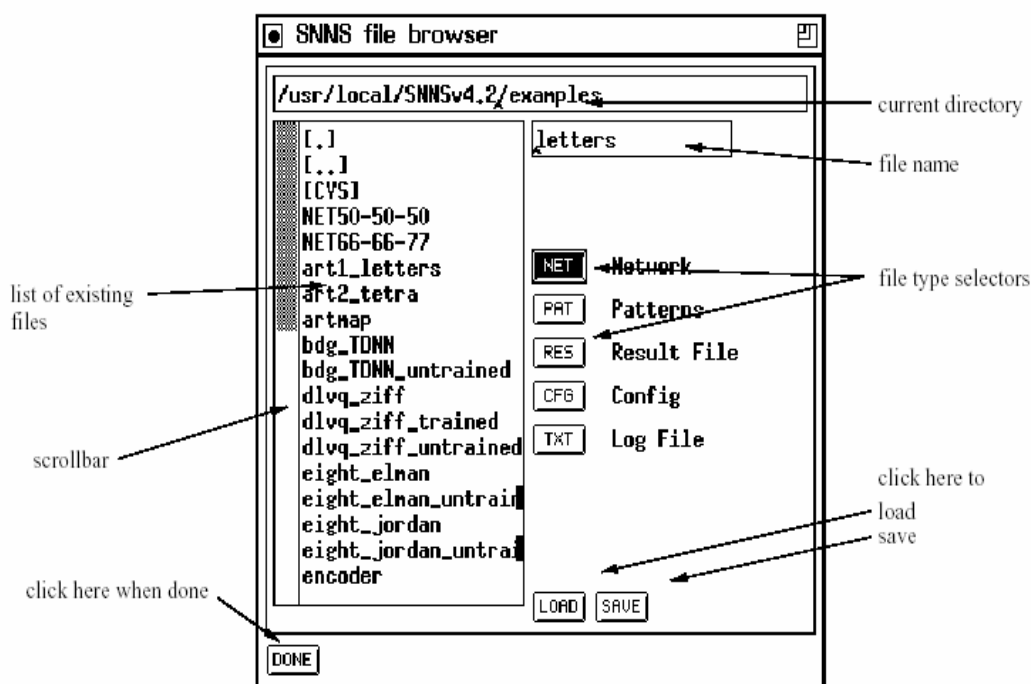 SNNS file browser
/usr/local/SNNSv4.2/examples
current directory
letters
file name
[.]
[..]
[CYS]
NET50-50-50
NET66-66-77
art1_letters
art2_tetra
artmap
bdg_TDNN
bdg_TDNN_untrained
dlvq_ziff
dlvq_ziff_trained
dlvq_ziff_untrained
eight_elman
eight_elman_untrain
eight_jordan
eight_jordan_untrai
encoder
list of existing
files
scrollbar
NET Network
PAT Patterns
RES Result File
CFG Config
TXT Log File
file type selectors
click here to
load
save
LOAD SAVE
click here when done
DONE